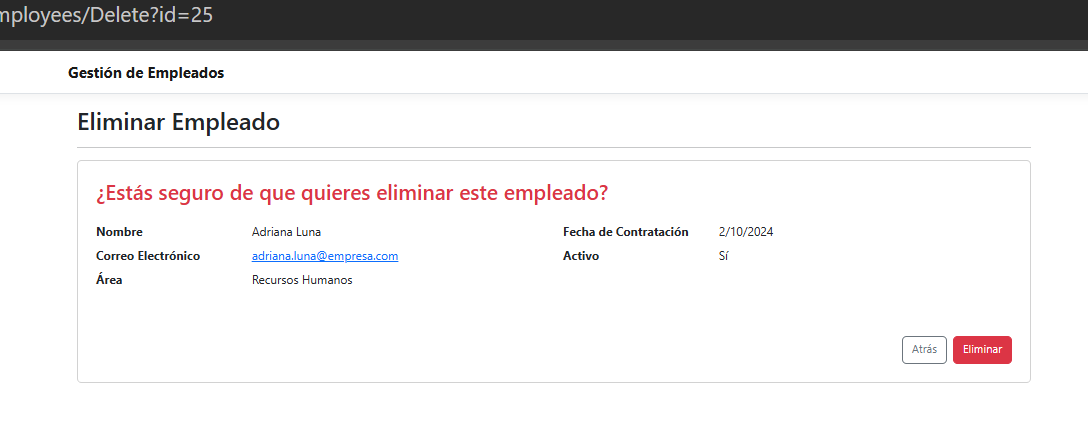 mployees/Delete?id=25
Gestión de Empleados
Eliminar Empleado
¿Estás seguro de que quieres eliminar este empleado?
Nombre Adriana Luna Fecha de Contratación 2/10/2024
Correo Electrónico adriana.luna@empresa.com Activo Sí
Área Recursos Humanos
Atrás Eliminar